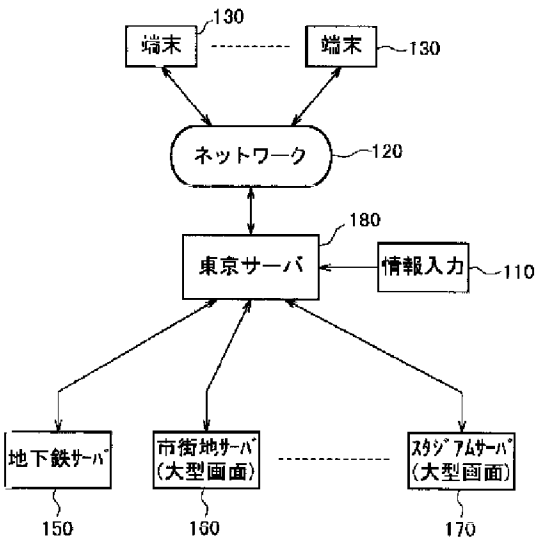 130
端末
端末
130
ネットワーク
120
180
東京サーバ
情報入力
110
地下鉄ｻｰﾊﾞ
市街地ｻｰﾊﾞ
(大型画面)
ｽﾀｼﾞｱﾑｻｰﾊﾞ
(大型画面)
150
160
170